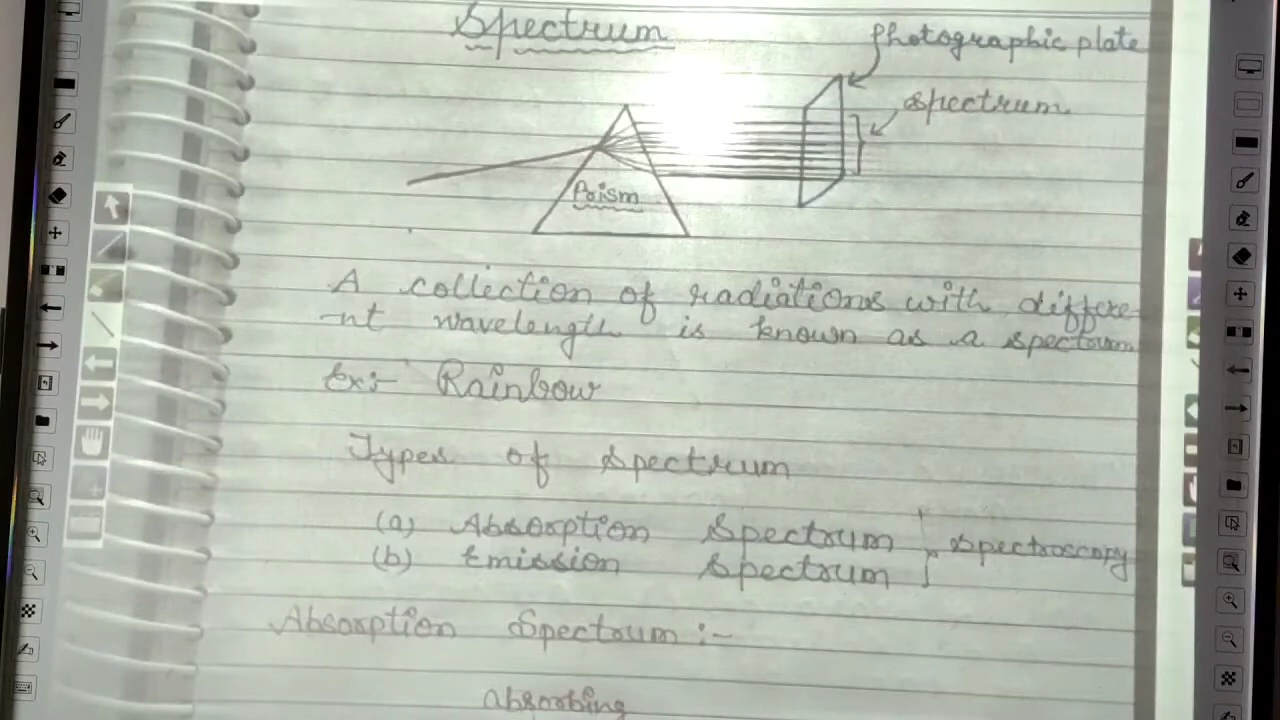 Spectrum
Photographic plate
Spectrum
Prism
A collection of radiations with differe-
-nt wavelength is known as a spectrum
Ex:- Rainbow
Types of Spectrum
(a) Absorption Spectrum
(b) Emission Spectrum
Spectroscopy
Absorption Spectrum :-
absorbing